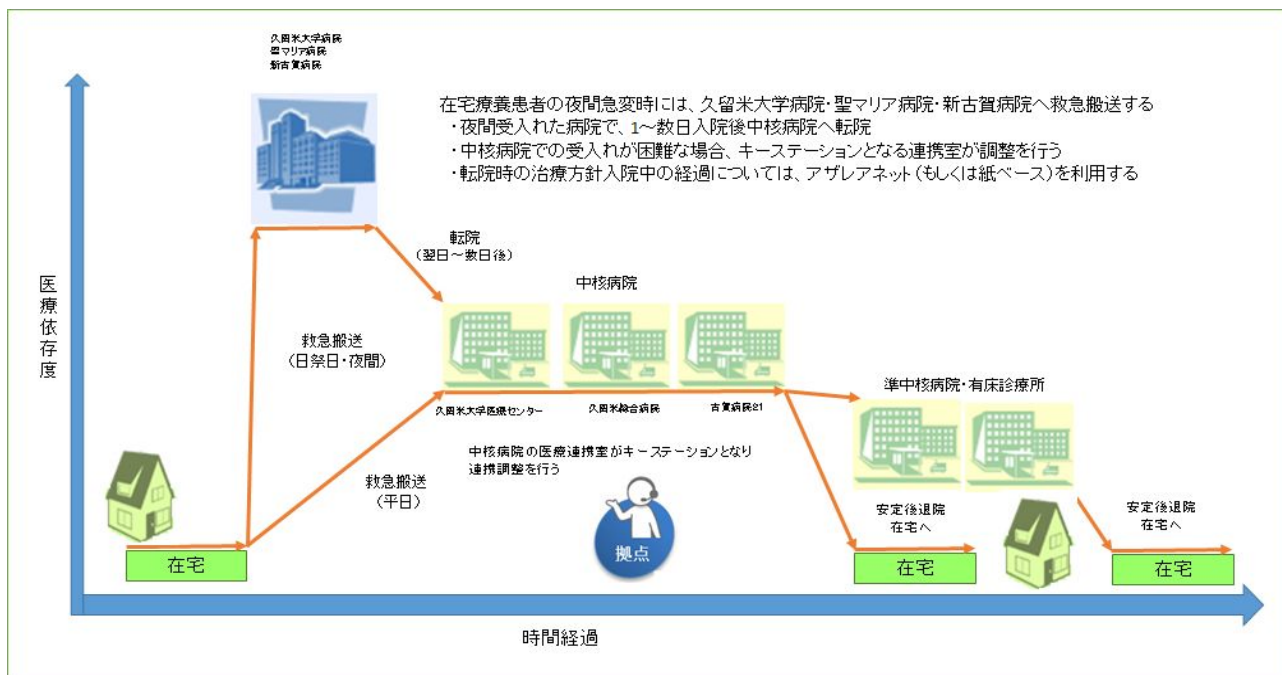 久留米大学病院
聖マリア病院
新古賀病院
在宅療養患者の夜間急変時には、久留米大学病院・聖マリア病院・新古賀病院へ救急搬送する
・夜間受入れた病院で、1～数日入院後中核病院へ転院
・中核病院での受入れが困難な場合、キーステーションとなる連携室が調整を行う
・転院時の治療方針入院中の経過については、アザレアネット（もしくは紙ベース）を利用する
医療依存度
転院
（翌日～数日後）
中核病院
救急搬送
（日祭日・夜間）
久留米大学医療センター
久留米総合病院
古賀病院21
準中核病院・有床診療所
中核病院の医療連携室がキーステーションとなり
連携調整を行う
救急搬送
（平日）
拠点
安定後退院
在宅へ
安定後退院
在宅へ
在宅
在宅
在宅
時間経過